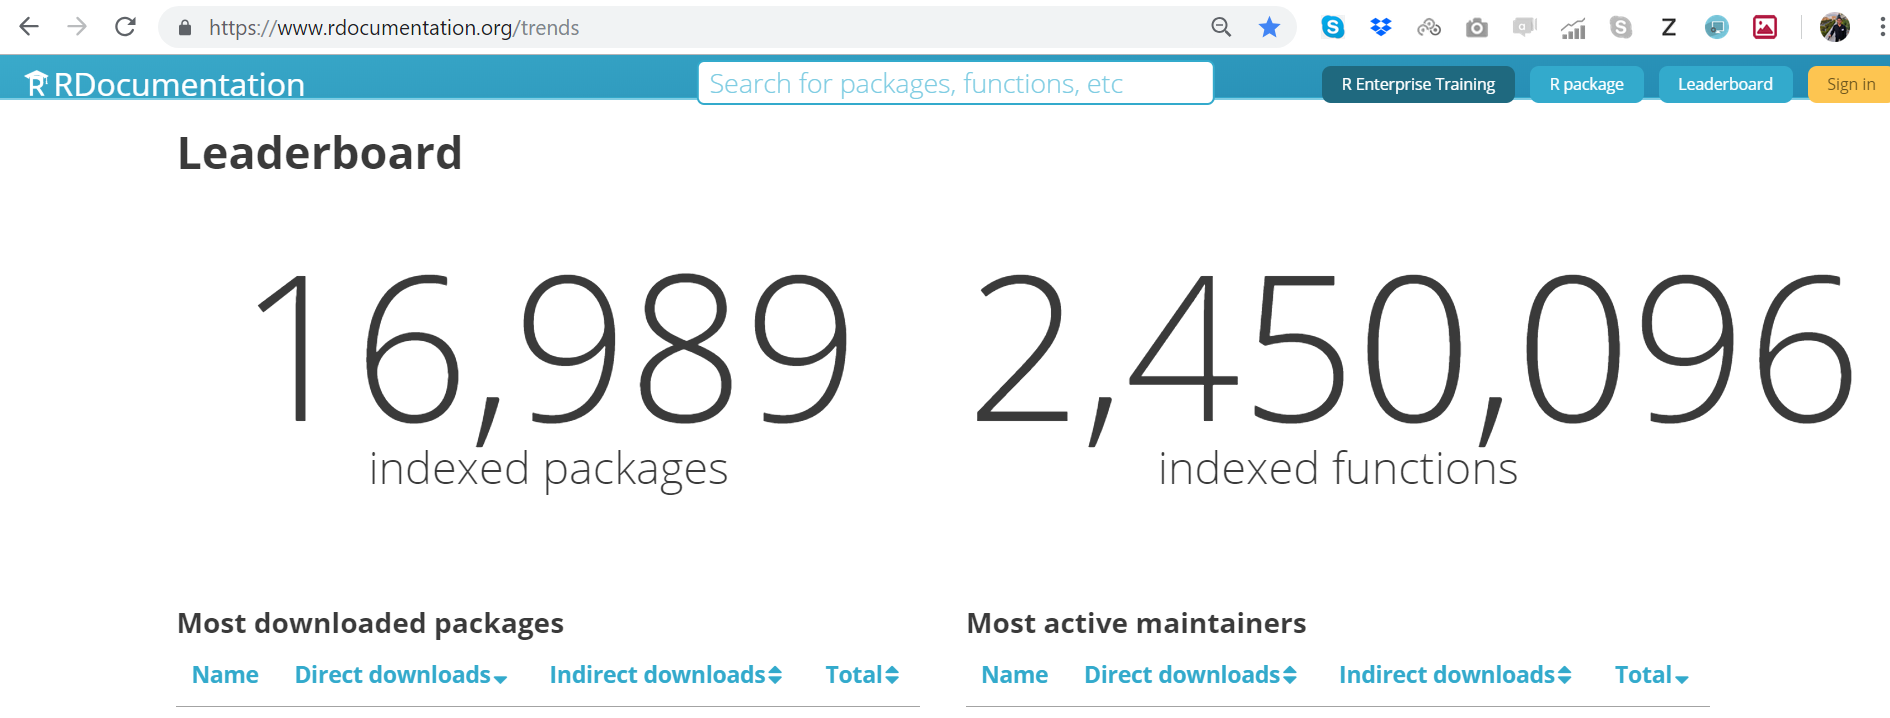 https://www.rdocumentation.org/trends
RDocumentation
Search for packages, functions, etc
R Enterprise Training
R package
Leaderboard
Sign in
Leaderboard
16,989
indexed packages
2,450,096
indexed functions
Most downloaded packages
Name Direct downloads Indirect downloads Total
Most active maintainers
Name Direct downloads Indirect downloads Total